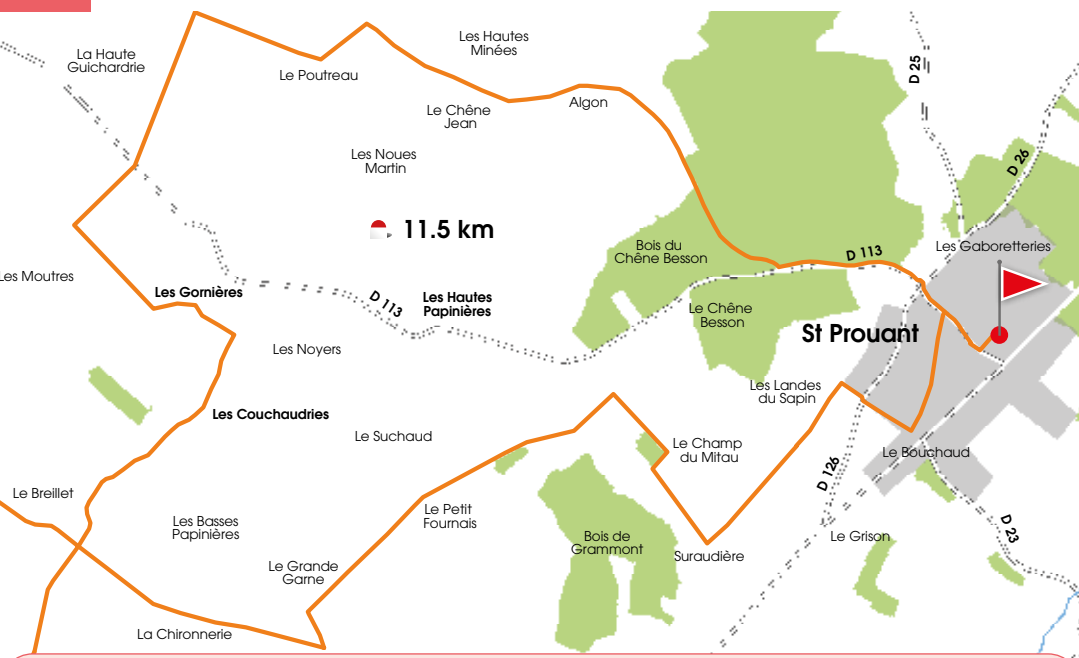 La Haute
Guichardrie
Les Hautes
Minées
Le Poutreau
Algon
Le Chêne
Jean
Les Noues
Martin
D 25
D 26
11.5 km
Bois du
Chêne Besson
D 113
Les Gaboretteries
Les Moutres
Les Gornières
D 113
Les Hautes
Papinières
Le Chêne
Besson
St Prouant
Les Noyers
Les Landes
du Sapin
Les Couchaudries
Le Suchaud
Le Champ
du Mitau
Le Bouchaud
D 126
Le Breillet
Les Basses
Papinières
Le Petit
Fournais
Bois de
Grammont
Suraudière
Le Grison
D 23
Le Grande
Garne
La Chironnerie